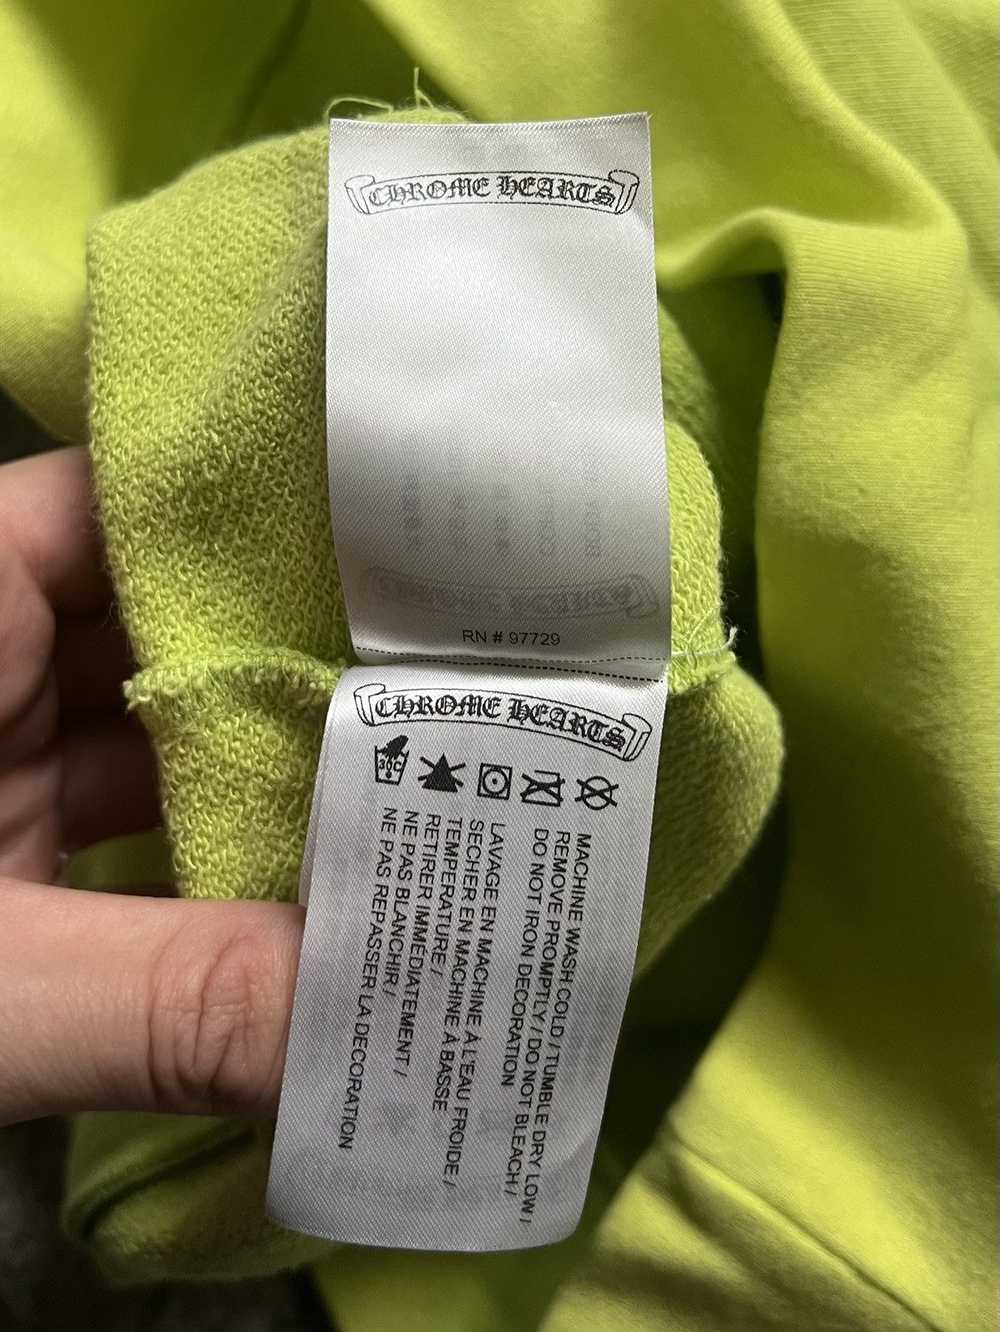 CHROME HEARTS
RN # 97729
CHROME HEARTS
30C
MACHINE WASH COLD / TUMBLE DRY LOW /
REMOVE PROMPTLY / DO NOT BLEACH /
DO NOT IRON DECORATION
LAVAGE EN MACHINE À L'EAU FROIDE /
SECHER EN MACHINE À BASSE
TEMPERATURE /
RETIRER IMMÉDIATEMENT /
NE PAS BLANCHIR /
NE PAS REPASSER LA DECORATION